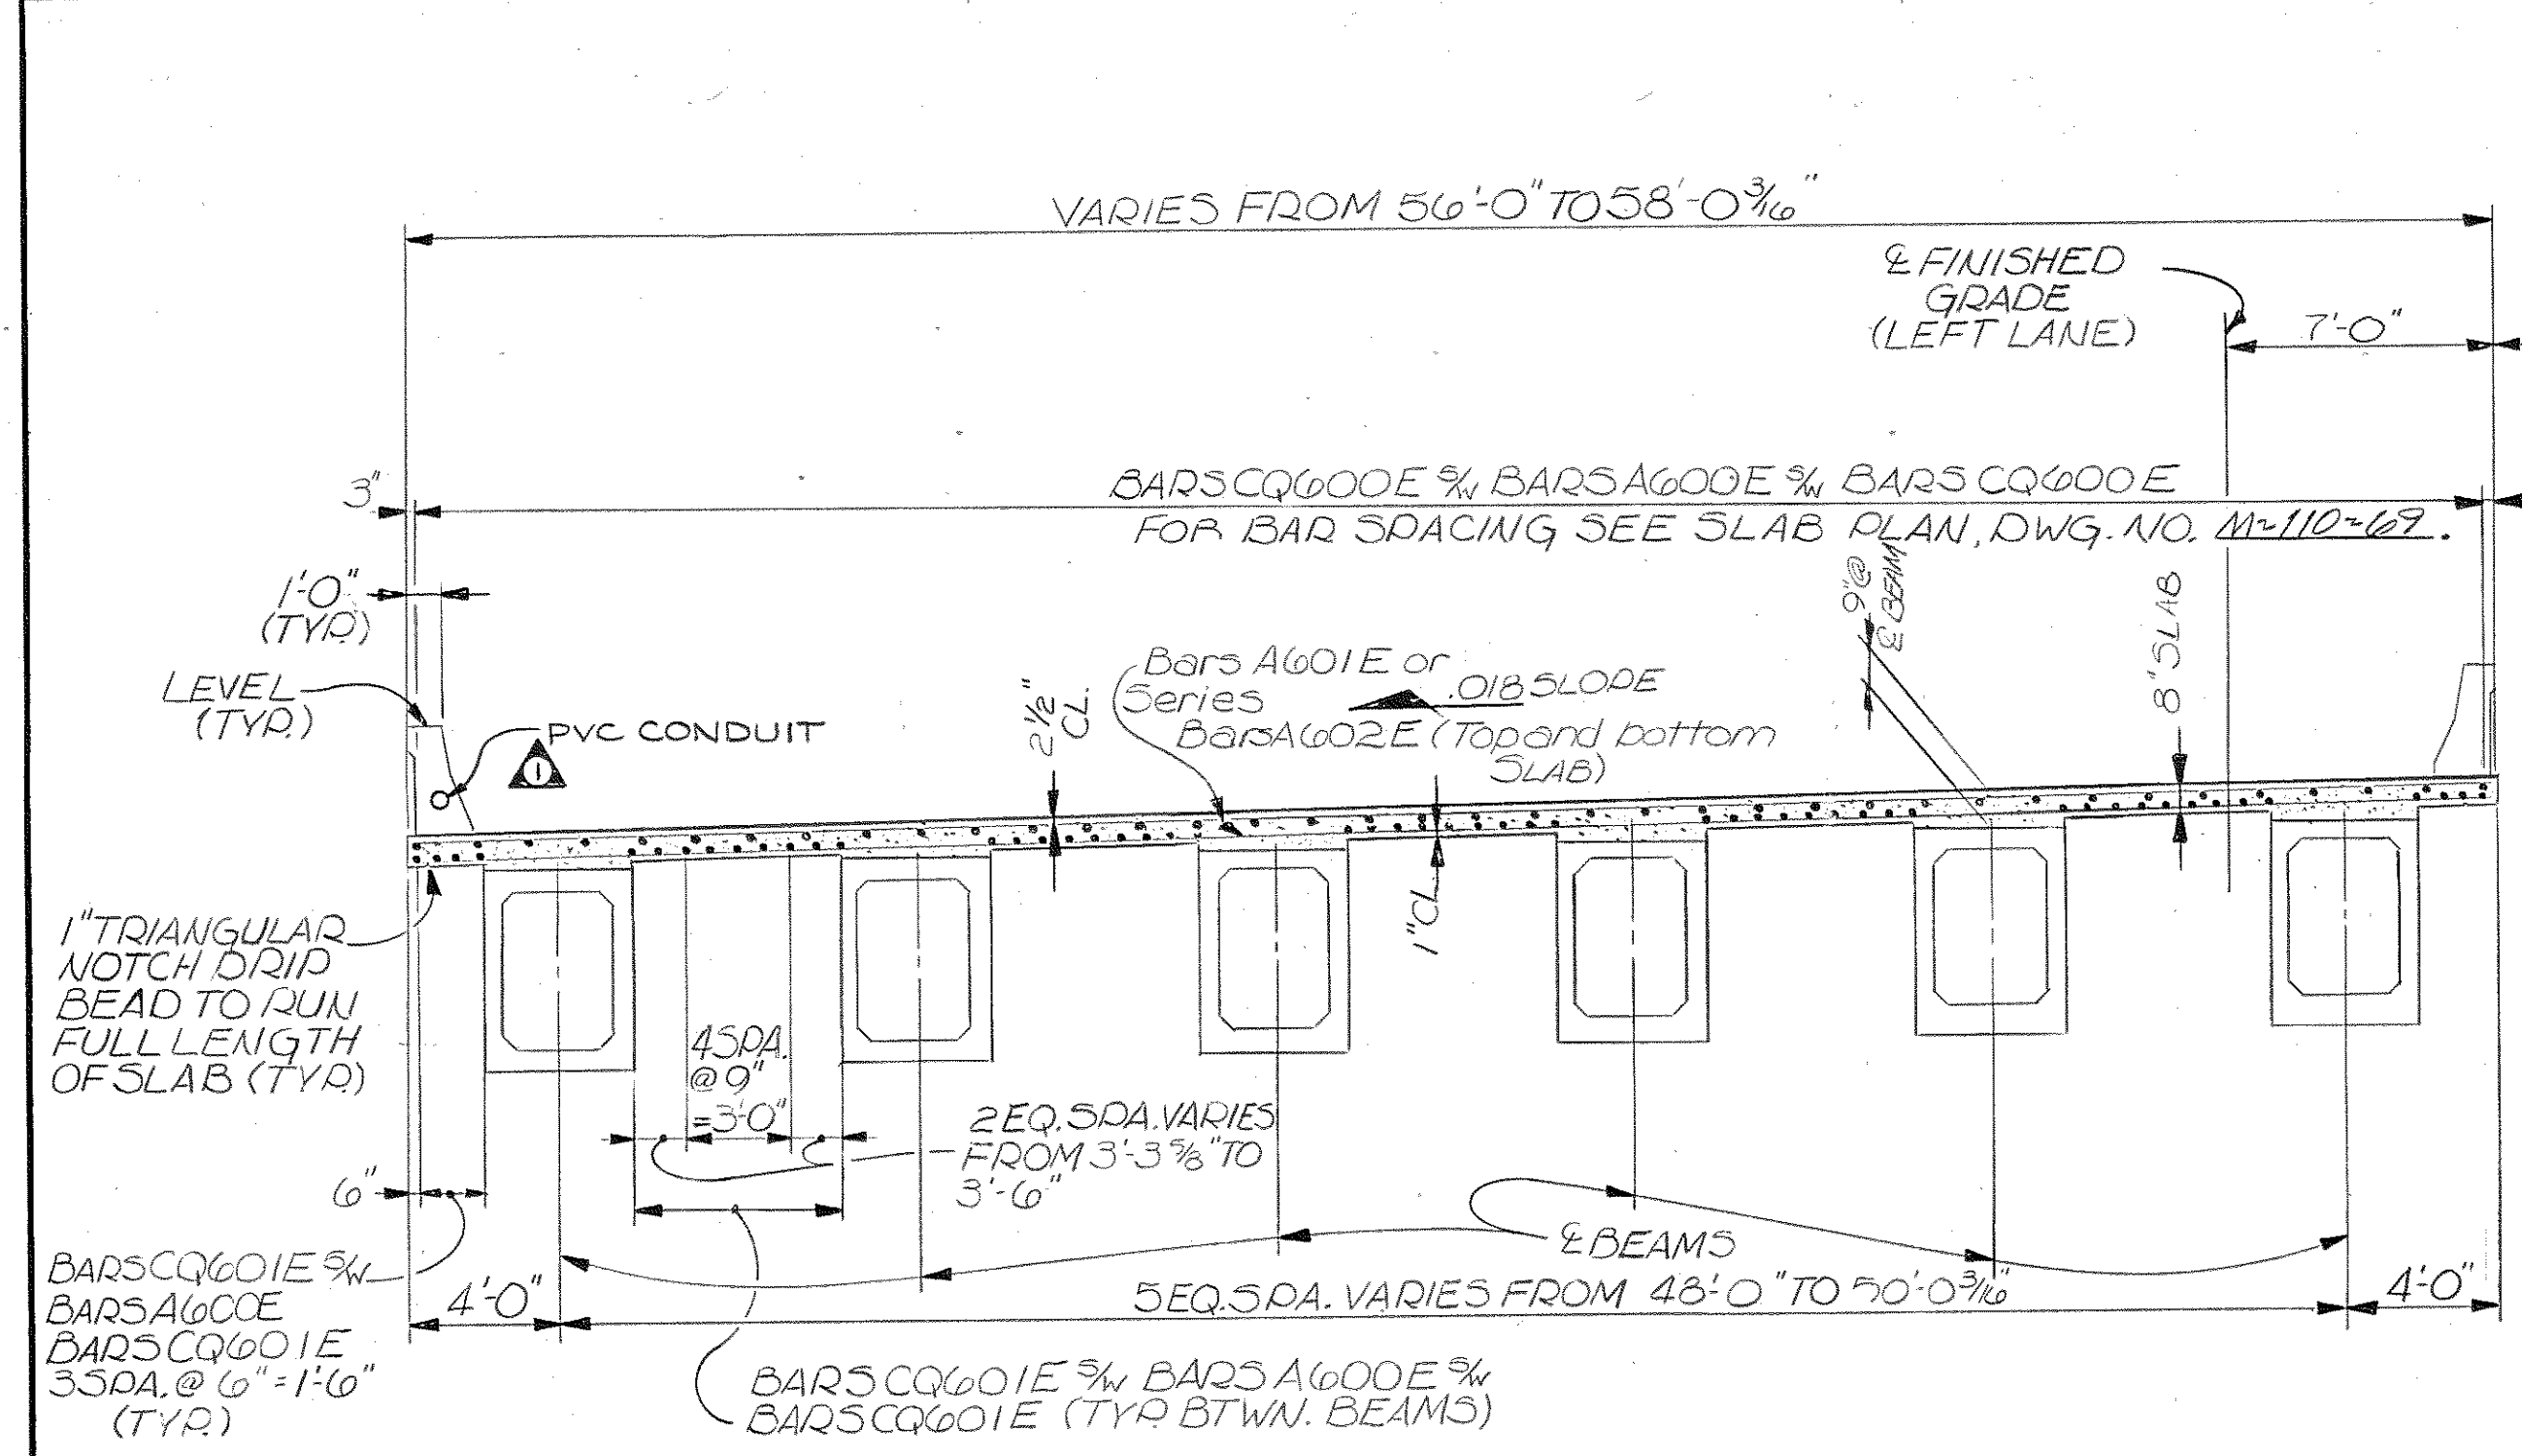 VARIES FROM 56'-0" TO 58'-0 3/16"
℄ FINISHED
GRADE
(LEFT LANE)
7'-0"
3"
BARS CQ600E S/W BARS A600E S/W BARS CQ600E
FOR BAR SPACING SEE SLAB PLAN, DWG. NO. M-110-69.
1'-0"
(TYP.)
9"@
℄ BEAM
8" SLAB
LEVEL
(TYP.)
PVC CONDUIT
1
2 1/2"
CL.
Bars A601E or
Series
.018 SLOPE
Bars A602E (Top and bottom
SLAB)
1" CL.
1" TRIANGULAR
NOTCH DRIP
BEAD TO RUN
FULL LENGTH
OF SLAB (TYP.)
4 SPA.
@ 9"
=3'-0"
2 EQ. SPA. VARIES
FROM 3'-3 5/8" TO
3'-6"
6"
℄ BEAMS
BARS CQ601E S/W
BARS A600E
BARS CQ601E
3 SPA. @ 6" = 1'-6"
(TYP.)
4'-0"
5 EQ. SPA. VARIES FROM 48'-0" TO 50'-0 3/16"
4'-0"
BARS CQ601E S/W BARS A600E S/W
BARS CQ601E (TYP. BTWN. BEAMS)